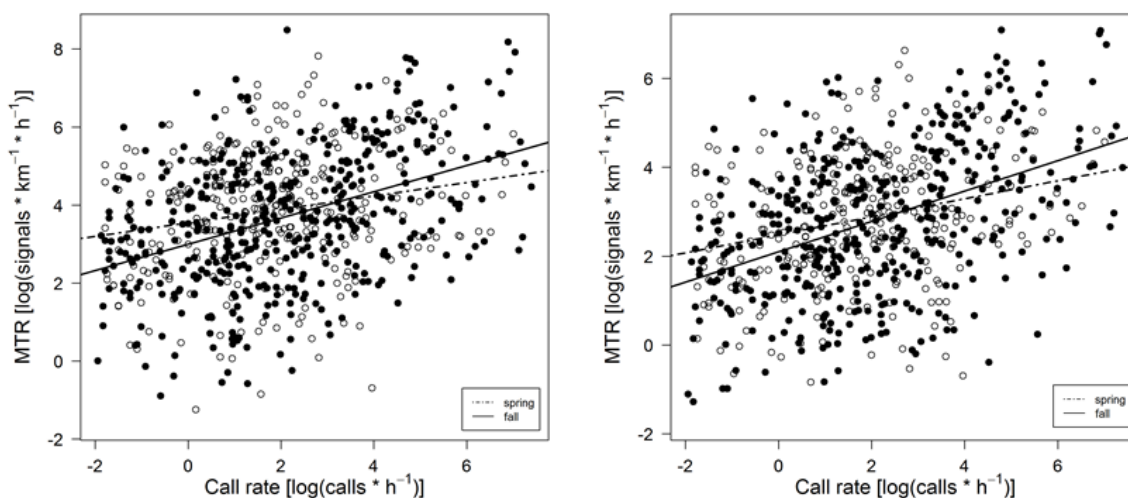 MTR [log(signals * km⁻¹ * h⁻¹)]
8
6
4
2
0
-2
-2 0 2 4 6
Call rate [log(calls * h⁻¹)]
spring
fall
MTR [log(signals * km⁻¹ * h⁻¹)]
6
4
2
0
-2
-2 0 2 4 6
Call rate [log(calls * h⁻¹)]
spring
fall